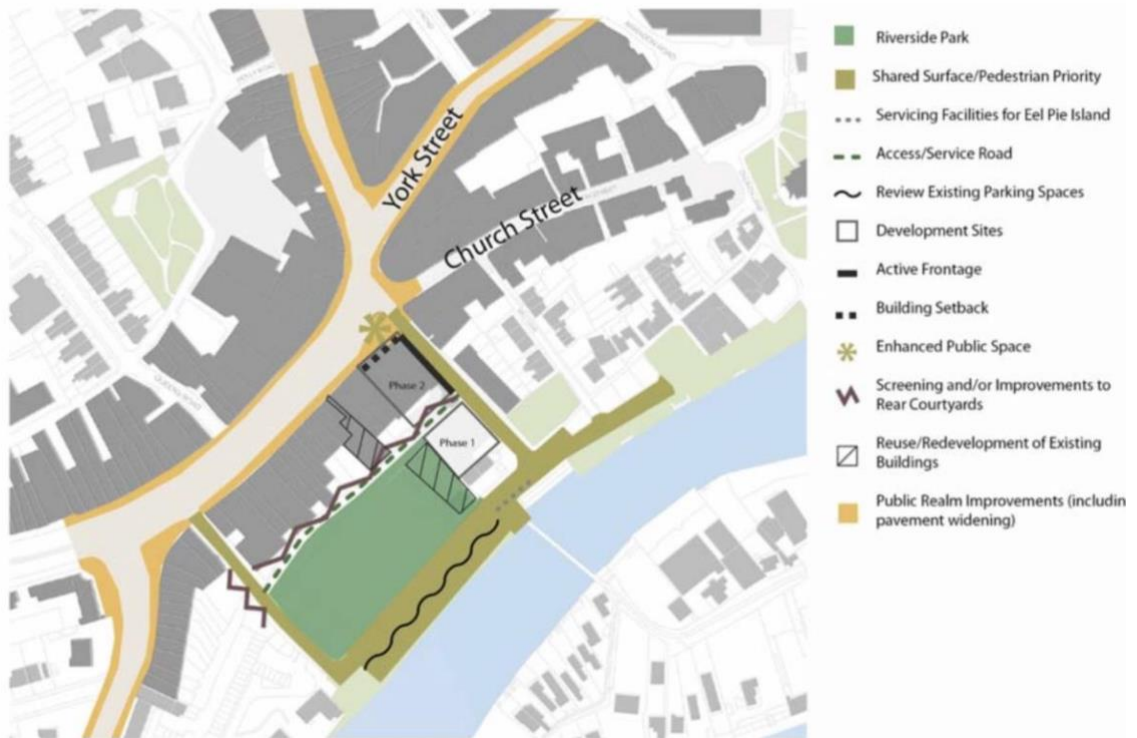 York Street
Church Street
Phase 2
Phase 1
Riverside Park
Shared Surface/Pedestrian Priority
Servicing Facilities for Eel Pie Island
Access/Service Road
Review Existing Parking Spaces
Development Sites
Active Frontage
Building Setback
Enhanced Public Space
Screening and/or Improvements to
Rear Courtyards
Reuse/Redevelopment of Existing
Buildings
Public Realm Improvements (includin
pavement widening)